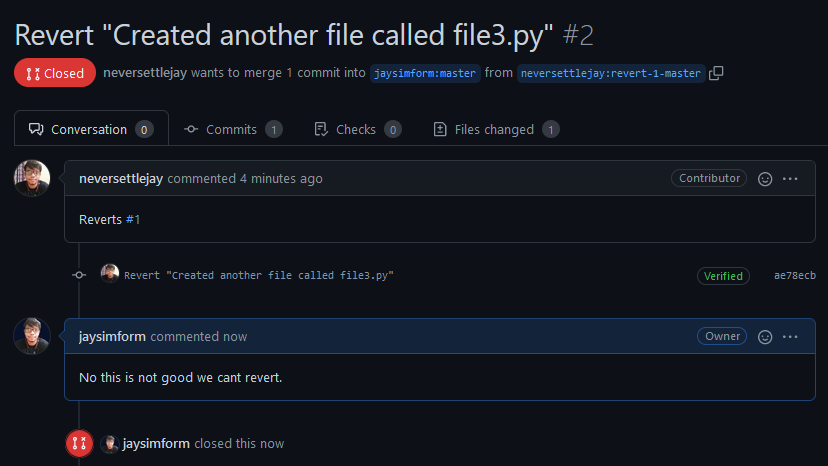 Revert "Created another file called file3.py" #2
Closed neversettlejay wants to merge 1 commit into jaysimform:master from neversettlejay:revert-1-master
Conversation 0 Commits 1 Checks 0 Files changed 1
neversettlejay commented 4 minutes ago Contributor
Reverts #1
Revert "Created another file called file3.py" Verified ae78ecb
jaysimform commented now Owner
No this is not good we cant revert.
jaysimform closed this now